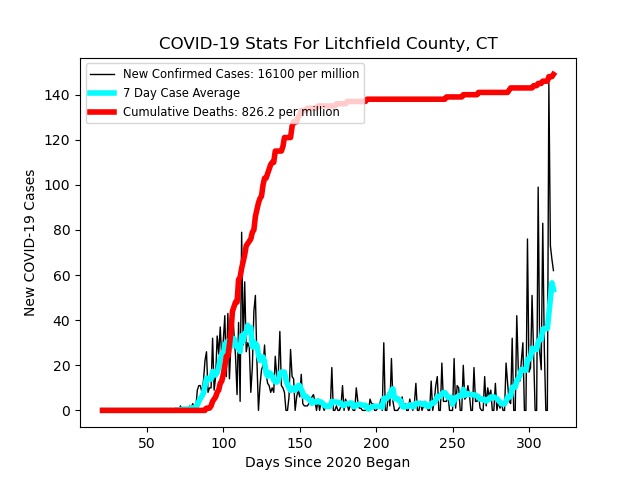 COVID-19 Stats For Litchfield County, CT
New Confirmed Cases: 16100 per million
7 Day Case Average
Cumulative Deaths: 826.2 per million
New COVID-19 Cases
140
120
100
80
60
40
20
0
50 100 150 200 250 300
Days Since 2020 Began